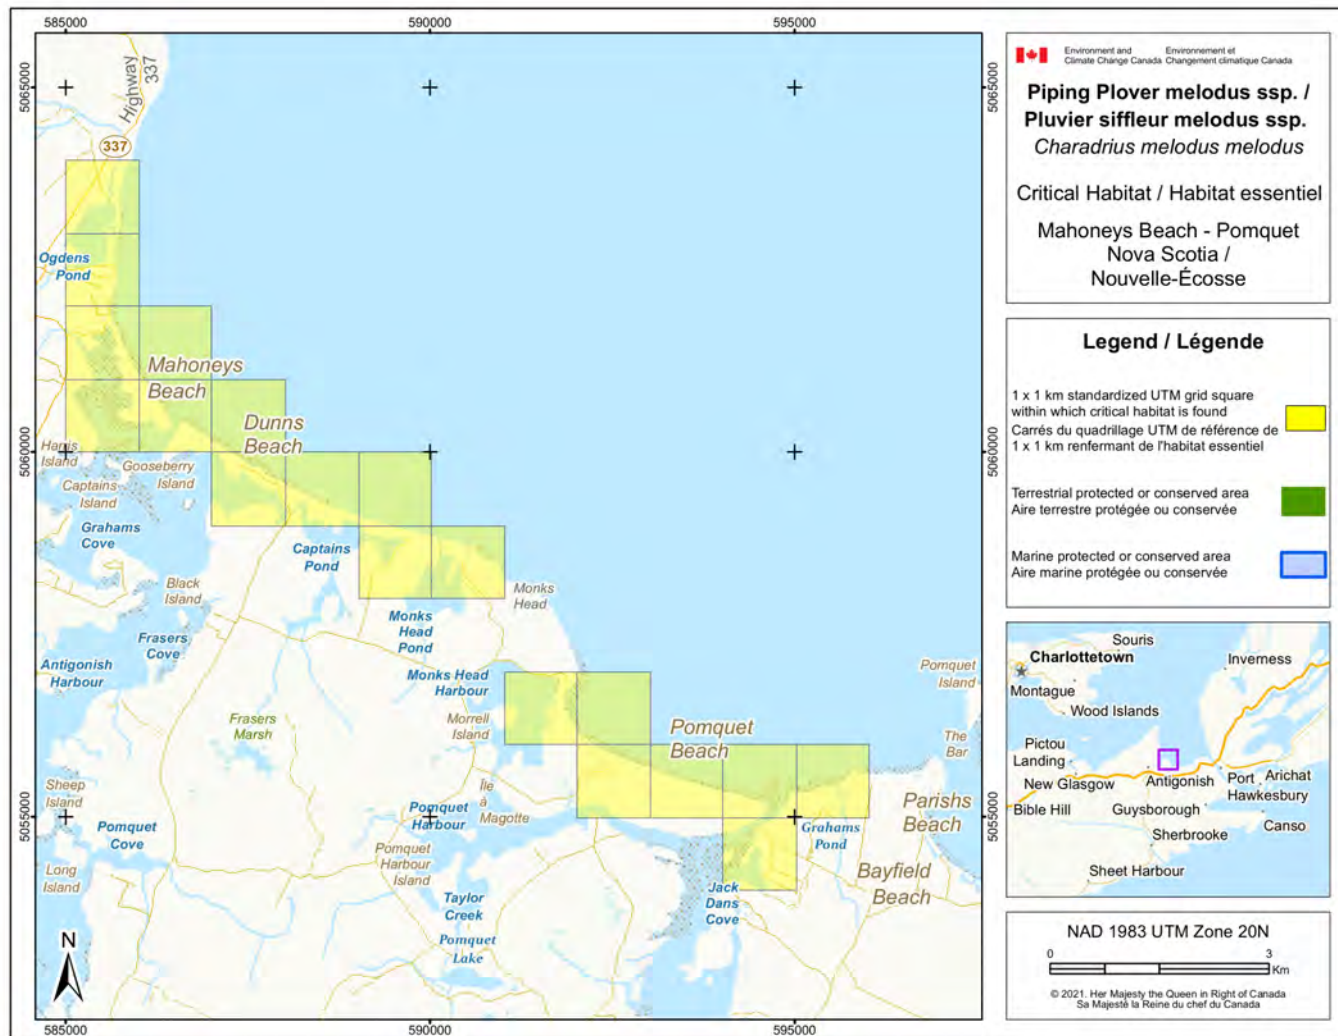 585000
590000
595000
5065000
5065000
Highway
337
337
Ogdens
Pond
Mahoneys
Beach
Dunns
Beach
5060000
5060000
Harris
Island
Gooseberry
Island
Captains
Island
Grahams
Cove
Captains
Pond
Black
Island
Monks
Head
Frasers
Cove
Monks
Head
Pond
Antigonish
Harbour
Monks Head
Harbour
Pomquet
Island
Frasers
Marsh
Morrell
Island
Pomquet
Beach
The
Bar
Sheep
Island
Île
à
Magotte
5055000
5055000
Pomquet
Cove
Pomquet
Harbour
Parishs
Beach
Grahams
Pond
Pomquet
Harbour
Island
Long
Island
Bayfield
Beach
Taylor
Creek
Jack
Dans
Cove
Pomquet
Lake
N
585000
590000
595000
Environment and
Climate Change Canada
Environnement et
Changement climatique Canada
Piping Plover melodus ssp. /
Pluvier siffleur melodus ssp.
Charadrius melodus melodus
Critical Habitat / Habitat essentiel
Mahoneys Beach - Pomquet
Nova Scotia /
Nouvelle-Écosse
Legend / Légende
1 x 1 km standardized UTM grid square
within which critical habitat is found
Carrés du quadrillage UTM de référence de
1 x 1 km renfermant de l'habitat essentiel
Terrestrial protected or conserved area
Aire terrestre protégée ou conservée
Marine protected or conserved area
Aire marine protégée ou conservée
Souris
Charlottetown
Inverness
Montague
Wood Islands
Pictou
Landing
New Glasgow
Antigonish
Port
Hawkesbury
Arichat
Bible Hill
Guysborough
Canso
Sherbrooke
Sheet Harbour
NAD 1983 UTM Zone 20N
0
3
Km
© 2021. Her Majesty the Queen in Right of Canada
Sa Majesté la Reine du chef du Canada